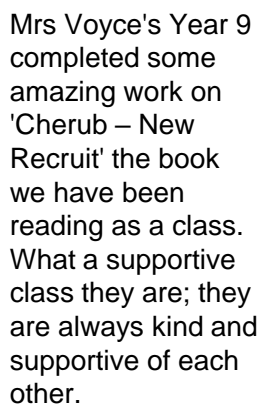 Mrs Voyce's Year 9
completed some
amazing work on
'Cherub – New
Recruit' the book
we have been
reading as a class.
What a supportive
class they are; they
are always kind and
supportive of each
other.